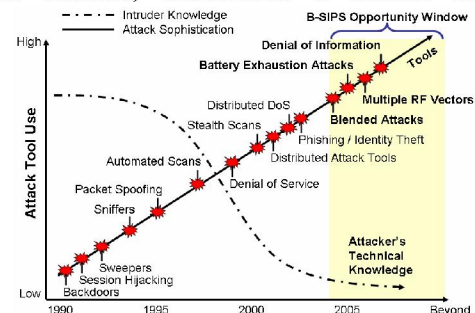 Intruder Knowledge
Attack Sophistication
B-SIPS Opportunity Window
High
Denial of Information
Tools
Battery Exhaustion Attacks
Multiple RF Vectors
Distributed DoS
Blended Attacks
Stealth Scans
Phishing / Identity Theft
Automated Scans
Distributed Attack Tools
Packet Spoofing
Denial of Service
Sniffers
Attack Tool Use
Attacker's
Technical
Knowledge
Sweepers
Session Hijacking
Backdoors
Low
1990 1995 2000 2005 Beyond